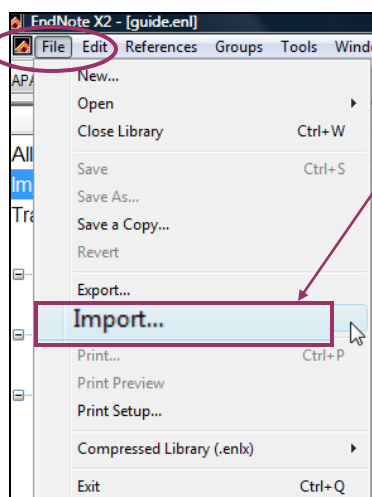 EndNote X2 - [guide.enl]
File Edit References Groups Tools
New...
Open
Close Library Ctrl+W
All
Save Ctrl+S
Save As...
Save a Copy...
Revert
Export...
Import...
Print... Ctrl+P
Print Preview
Print Setup...
Compressed Library (.enlx)
Exit Ctrl+Q